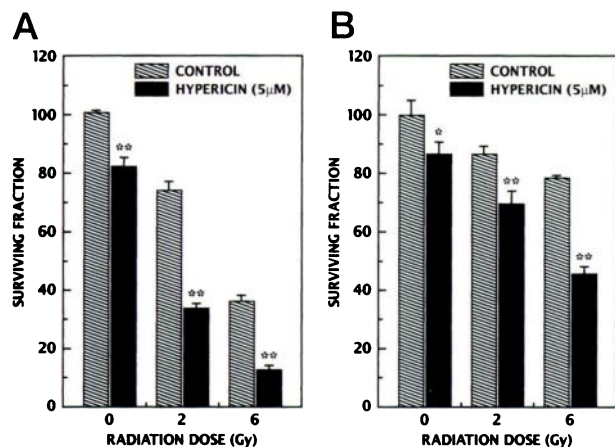 A
120
100
80
60
40
20
0
SURVIVING FRACTION
CONTROL
HYPERICIN (5μM)
☆☆
☆☆
☆☆
0 2 6
RADIATION DOSE (Gy)
B
120
100
80
60
40
20
0
SURVIVING FRACTION
CONTROL
HYPERICIN (5μM)
☆
☆☆
☆☆
0 2 6
RADIATION DOSE (Gy)